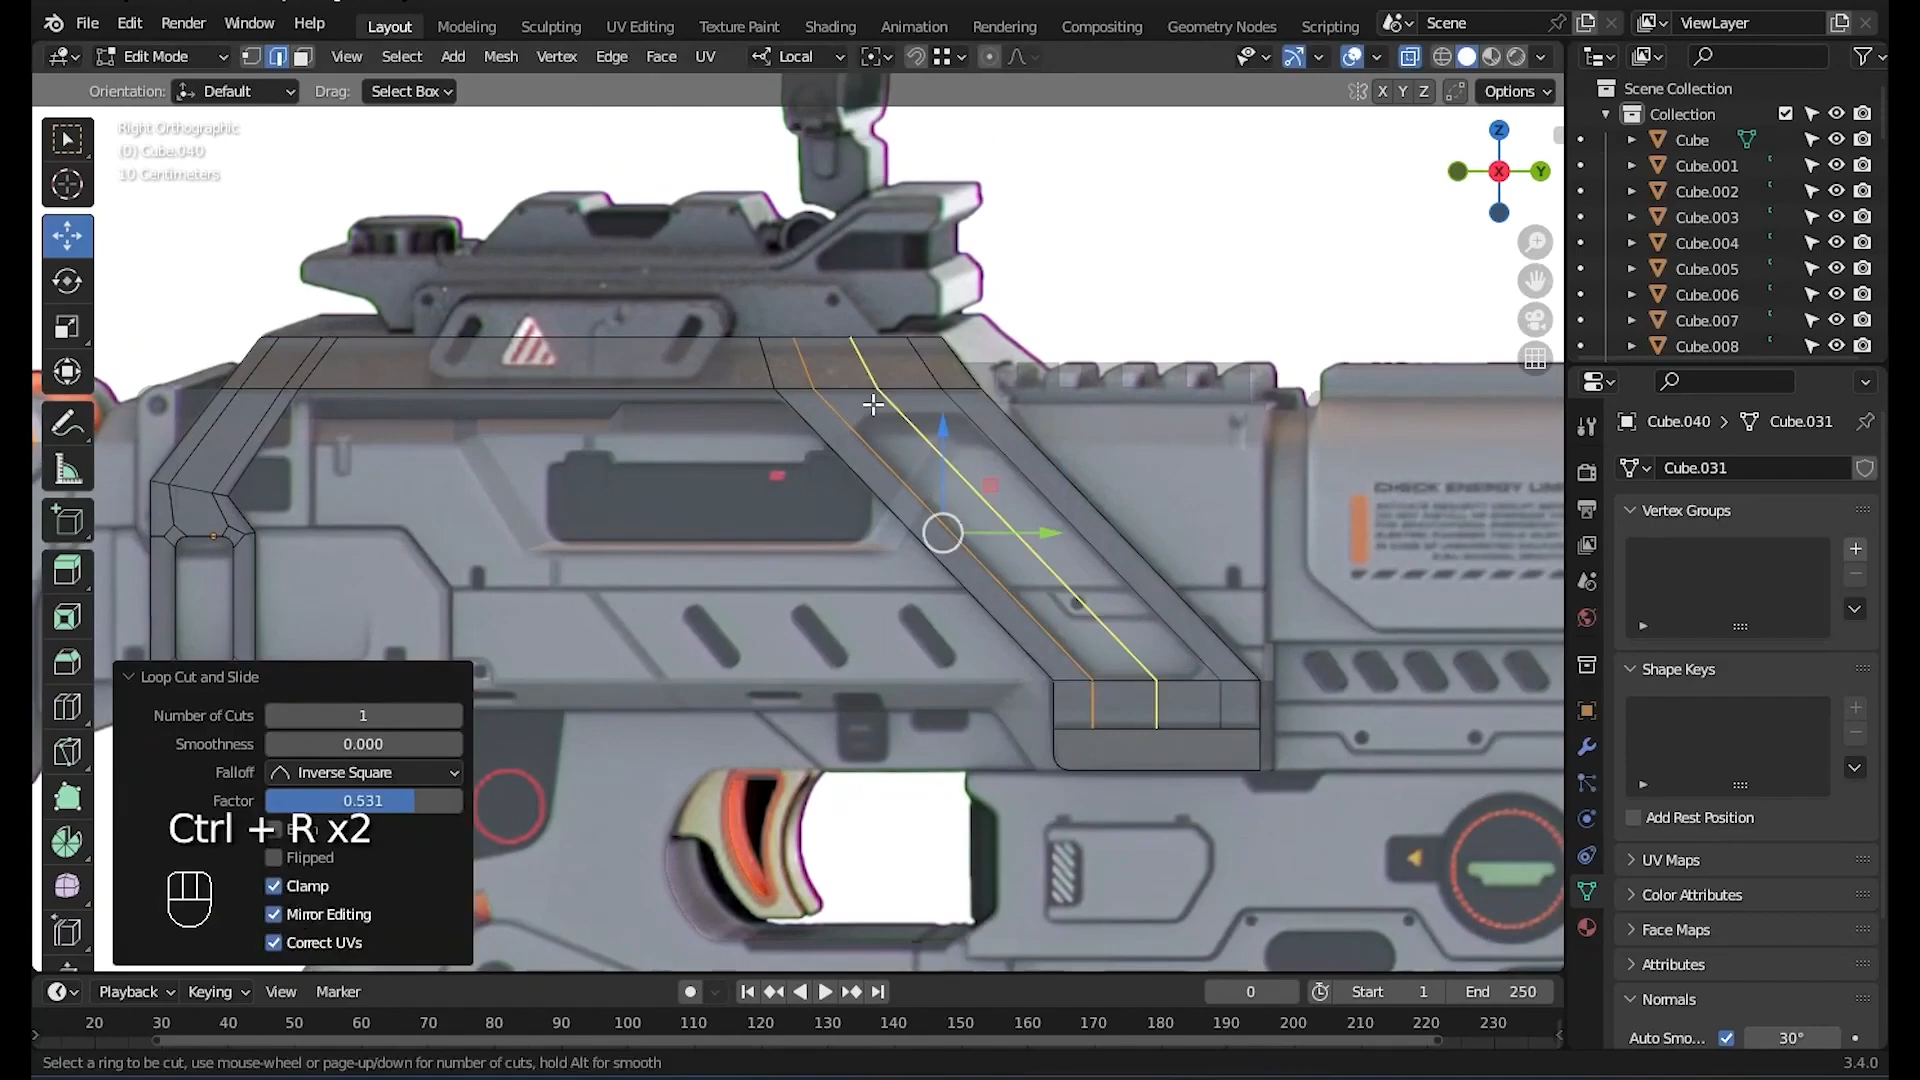 File Edit Render Window Help Layout Modeling Sculpting UV Editing Texture Paint Shading Animation Rendering Compositing Geometry Nodes Scripting Scene ViewLayer
Edit Mode View Select Add Mesh Vertex Edge Face UV Local
Orientation: Default Drag: Select Box X Y Z Options
Right Orthographic
(0) Cube.040
10 Centimeters
Z
X Y
Scene Collection
Collection
Cube
Cube.001
Cube.002
Cube.003
Cube.004
Cube.005
Cube.006
Cube.007
Cube.008
Cube.040 > Cube.031
Cube.031
Vertex Groups
Shape Keys
Add Rest Position
UV Maps
Color Attributes
Face Maps
Attributes
Normals
Auto Smo... 30°
CHECK ENERGY LIM
Loop Cut and Slide
Number of Cuts 1
Smoothness 0.000
Falloff Inverse Square
Factor 0.531
Ctrl + R x2
Flipped
Clamp
Mirror Editing
Correct UVs
Playback Keying View Marker 0 Start 1 End 250
20 30 40 50 60 70 80 90 100 110 120 130 140 150 160 170 180 190 200 210 220 230
Select a ring to be cut, use mouse-wheel or page-up/down for number of cuts, hold Alt for smooth 3.4.0